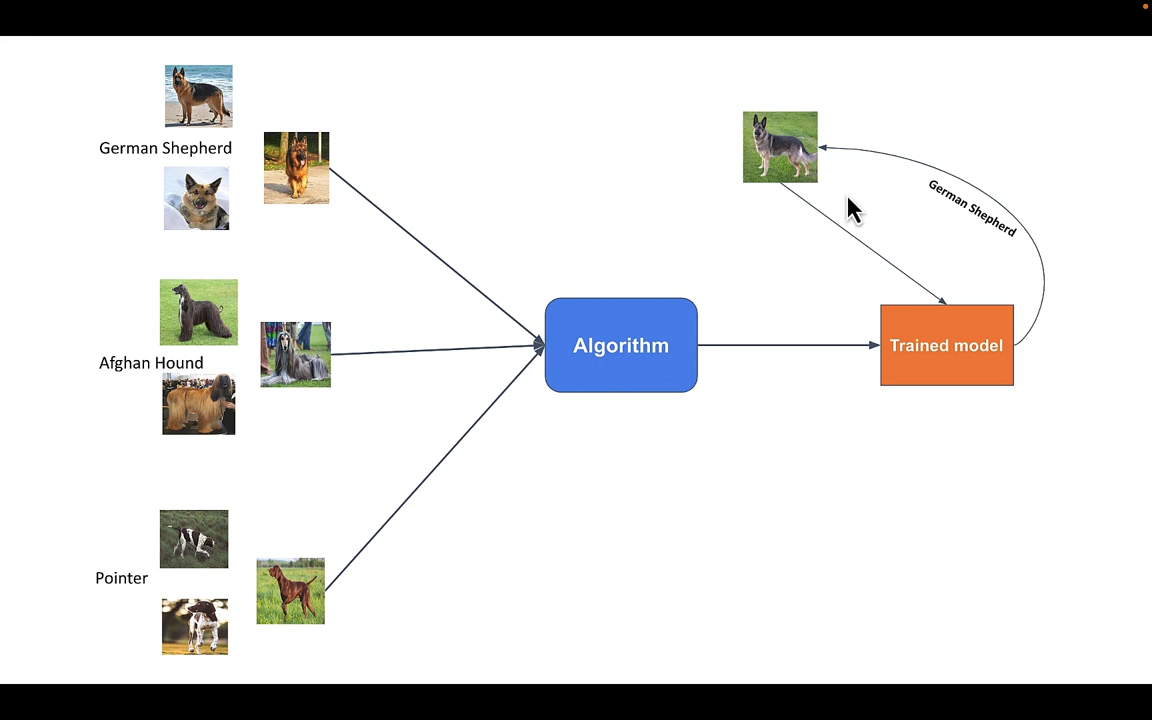 German Shepherd
German Shepherd
Afghan Hound
Algorithm
Trained model
Pointer